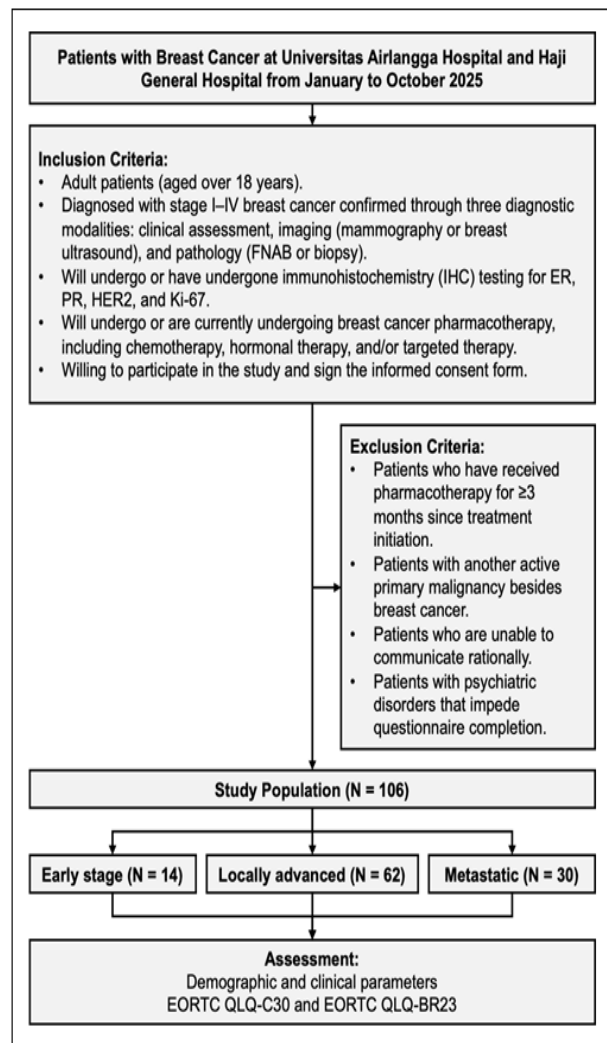 Patients with Breast Cancer at Universitas Airlangga Hospital and Haji
General Hospital from January to October 2025
Inclusion Criteria:
• Adult patients (aged over 18 years).
• Diagnosed with stage I–IV breast cancer confirmed through three diagnostic
modalities: clinical assessment, imaging (mammography or breast
ultrasound), and pathology (FNAB or biopsy).
• Will undergo or have undergone immunohistochemistry (IHC) testing for ER,
PR, HER2, and Ki-67.
• Will undergo or are currently undergoing breast cancer pharmacotherapy,
including chemotherapy, hormonal therapy, and/or targeted therapy.
• Willing to participate in the study and sign the informed consent form.
Exclusion Criteria:
• Patients who have received
pharmacotherapy for ≥3
months since treatment
initiation.
• Patients with another active
primary malignancy besides
breast cancer.
• Patients who are unable to
communicate rationally.
• Patients with psychiatric
disorders that impede
questionnaire completion.
Study Population (N = 106)
Early stage (N = 14)
Locally advanced (N = 62)
Metastatic (N = 30)
Assessment:
Demographic and clinical parameters
EORTC QLQ-C30 and EORTC QLQ-BR23